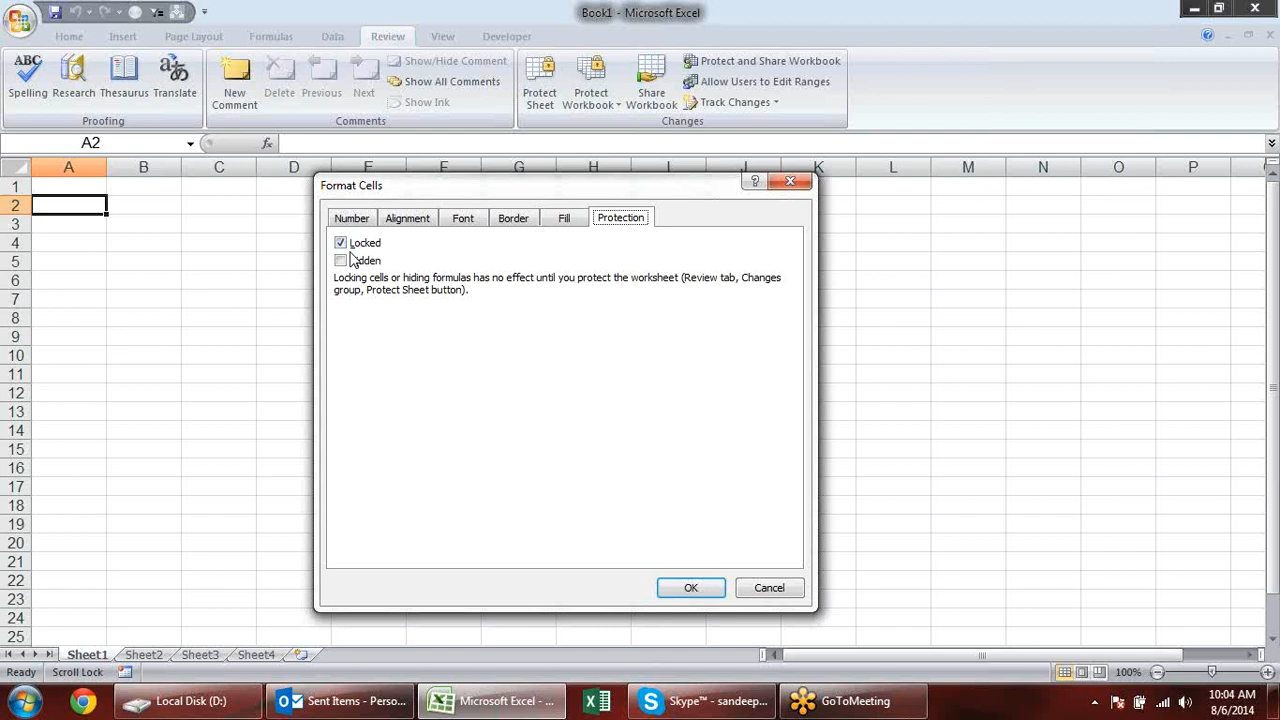 Book1 - Microsoft Excel
Home Insert Page Layout Formulas Data Review View Developer
ABC
Spelling Research Thesaurus Translate
Proofing
New Comment Delete Previous Next
Show/Hide Comment
Show All Comments
Show Ink
Comments
Protect Sheet Protect Workbook Share Workbook
Protect and Share Workbook
Allow Users to Edit Ranges
Track Changes
Changes
A2 fx
A B C D E F G H I J K L M N O P
1
2
3
4
5
6
7
8
9
10
11
12
13
14
15
16
17
18
19
20
21
22
23
24
25
Format Cells
Number Alignment Font Border Fill Protection
Locked
Locking cells or hiding formulas has no effect until you protect the worksheet (Review tab, Changes
group, Protect Sheet button).
OK Cancel
Sheet1 Sheet2 Sheet3 Sheet4
Ready Scroll Lock 100%
Local Disk (D:) Sent Items - Perso... Microsoft Excel - ... Skype™ - sandeep... GoToMeeting
10:04 AM
8/6/2014